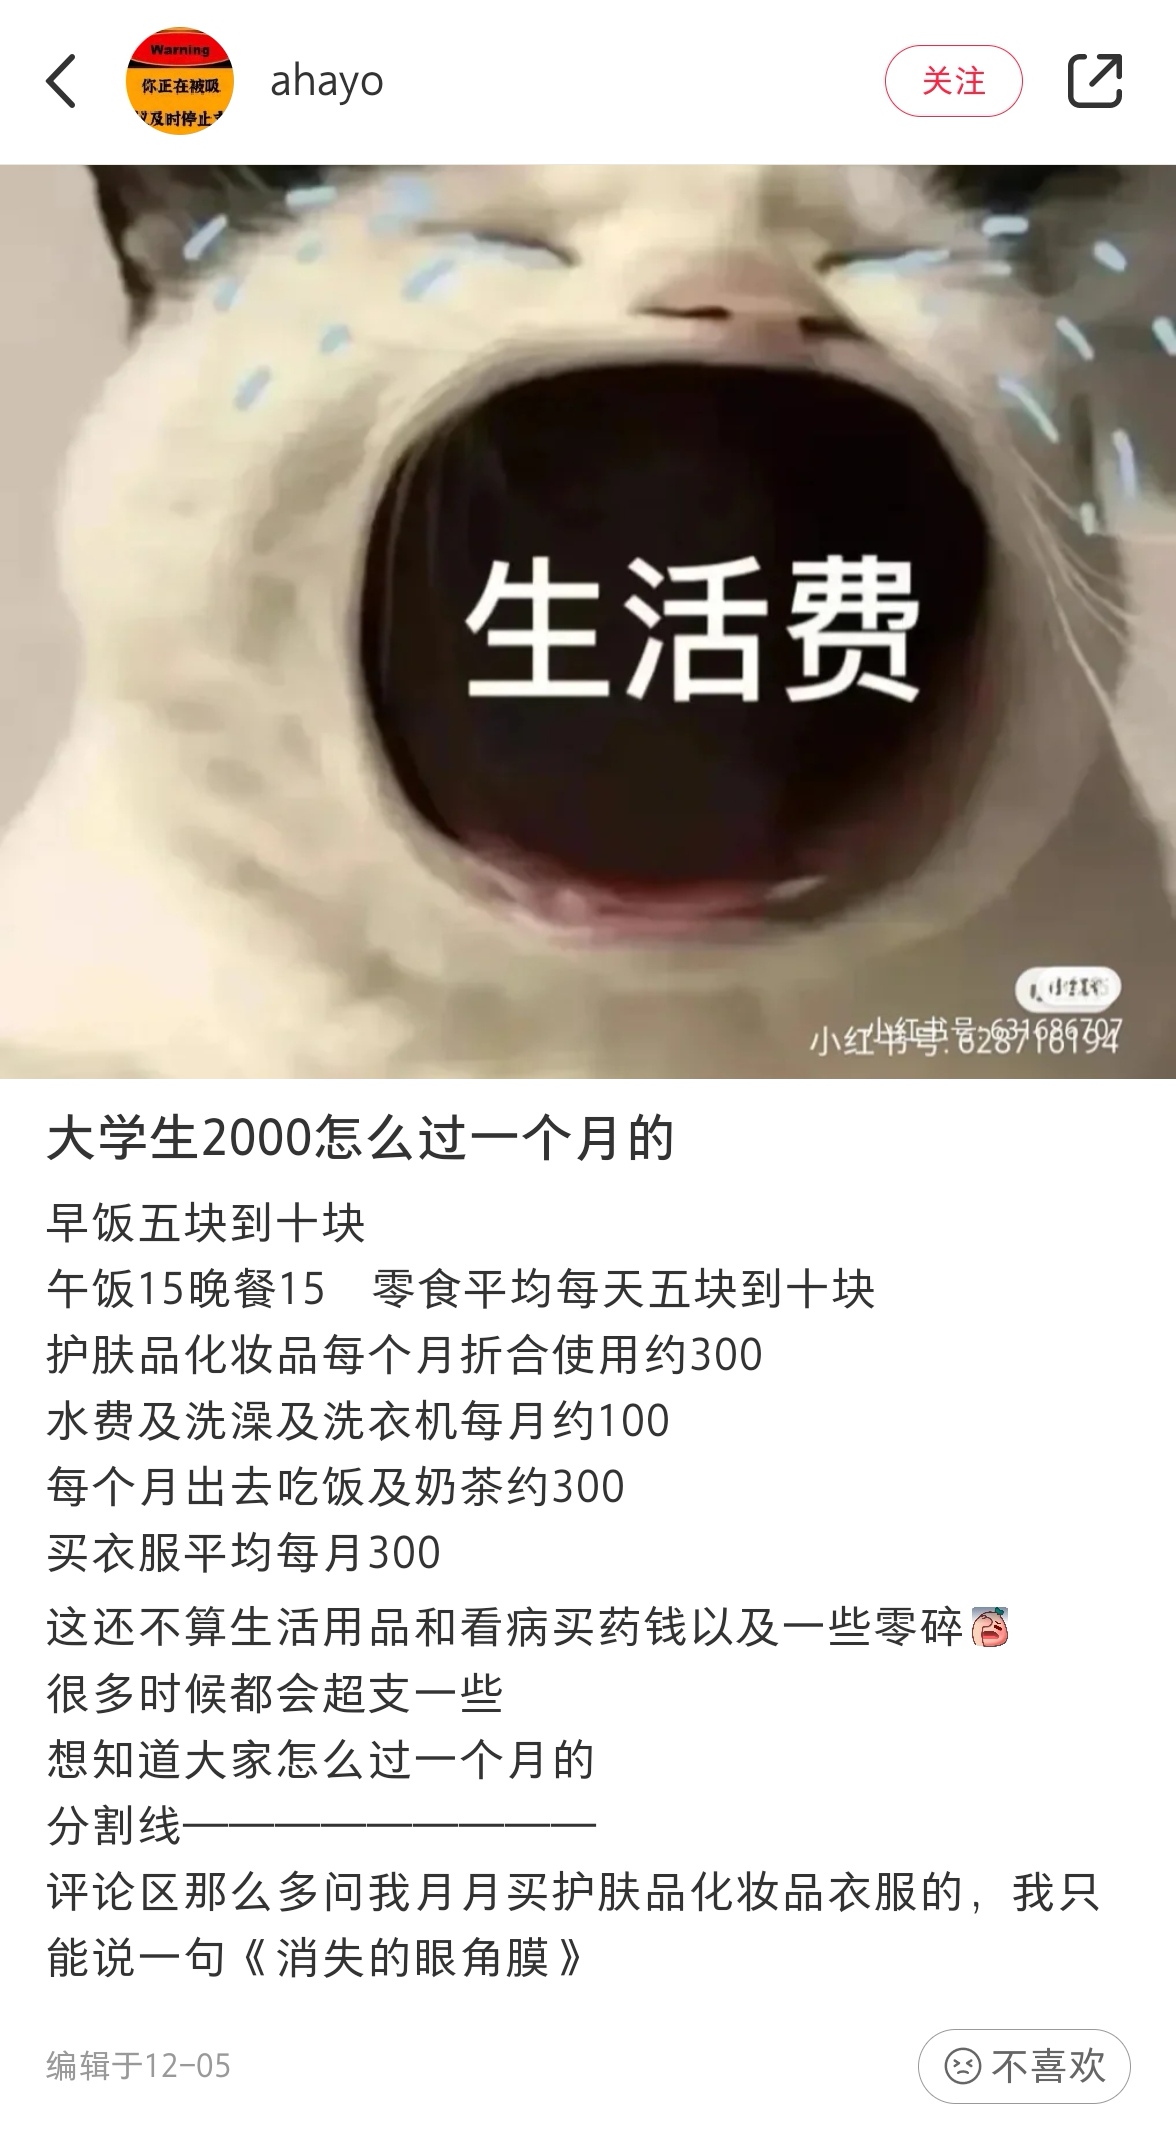 Warning
你正在被吸
及时停止
ahayo
关注
生活费
小红书号:631686707
小红书号:628716194
大学生2000怎么过一个月的
早饭五块到十块
午饭15晚餐15 零食平均每天五块到十块
护肤品化妆品每个月折合使用约300
水费及洗澡及洗衣机每月约100
每个月出去吃饭及奶茶约300
买衣服平均每月300
这还不算生活用品和看病买药钱以及一些零碎
很多时候都会超支一些
想知道大家怎么过一个月的
分割线—————————
评论区那么多问我月月买护肤品化妆品衣服的，我只
能说一句《消失的眼角膜》
编辑于12-05
不喜欢